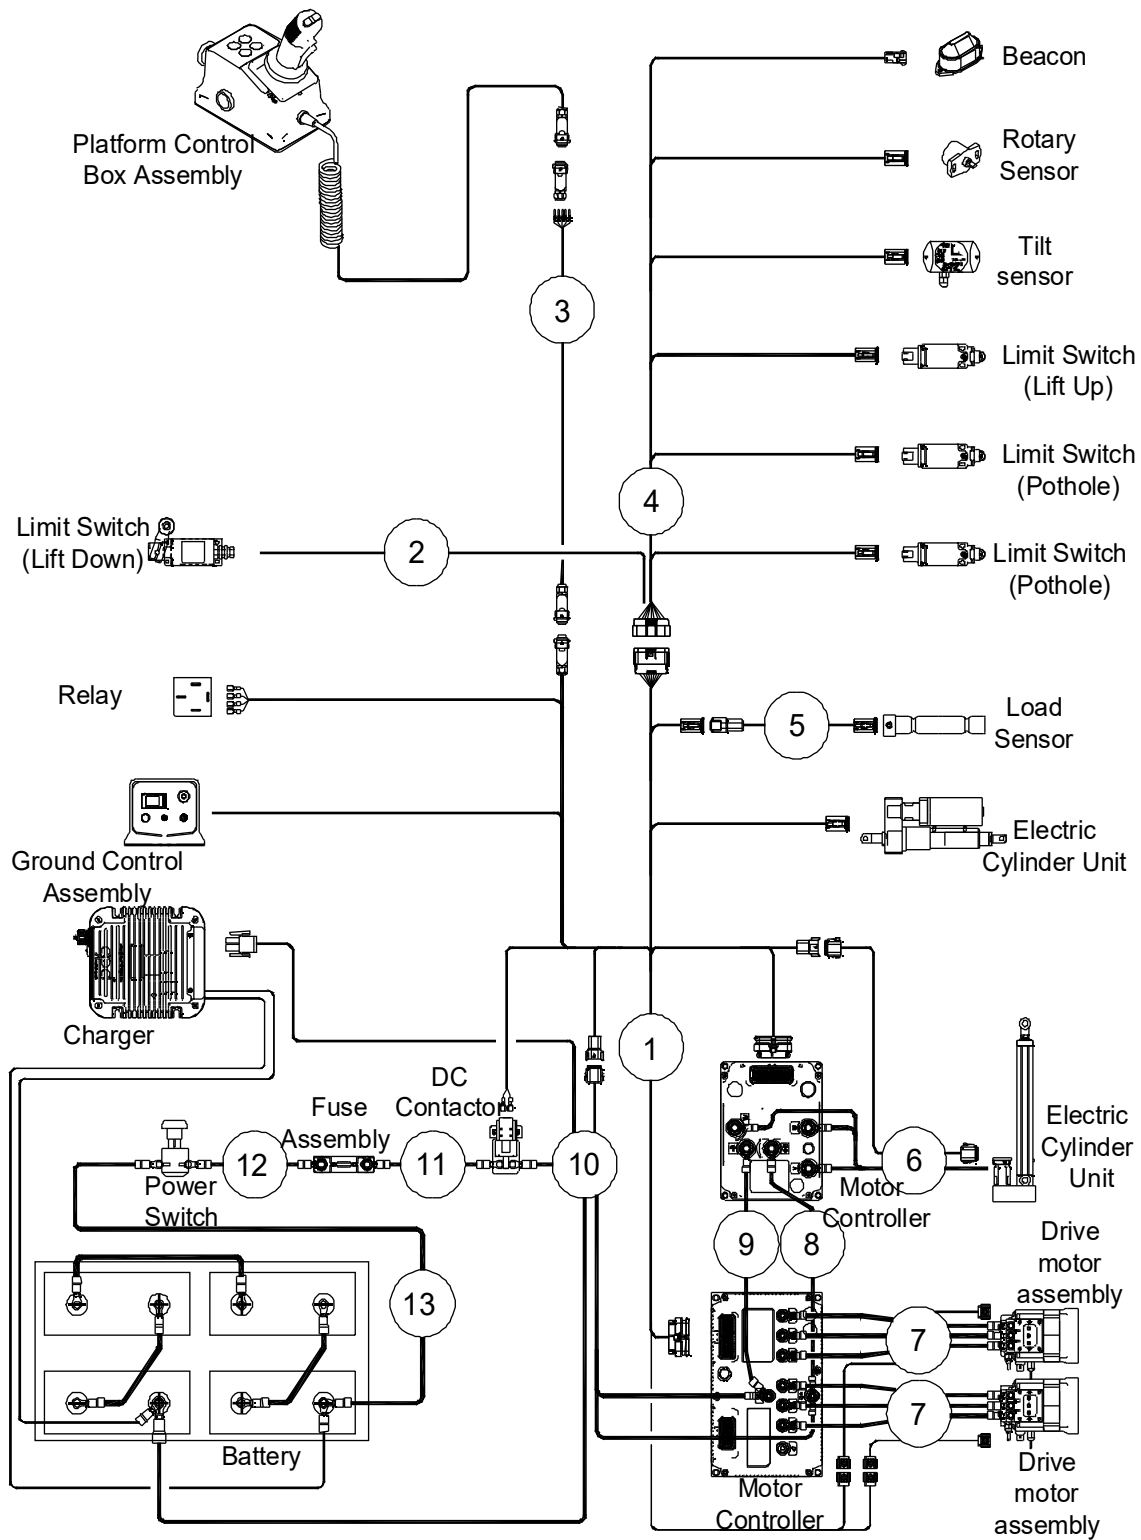 Beacon
Platform Control
Box Assembly
Rotary
Sensor
Tilt
sensor
3
Limit Switch
(Lift Up)
Limit Switch
(Pothole)
4
Limit Switch
(Lift Down)
2
Limit Switch
(Pothole)
Relay
5
Load
Sensor
Ground Control
Assembly
Electric
Cylinder Unit
Charger
1
DC
Contactor
Fuse
Assembly
12
11
10
6
Electric
Cylinder
Unit
Power
Switch
Motor
Controller
9
8
Drive
motor
assembly
13
7
7
Battery
Motor
Controller
Drive
motor
assembly